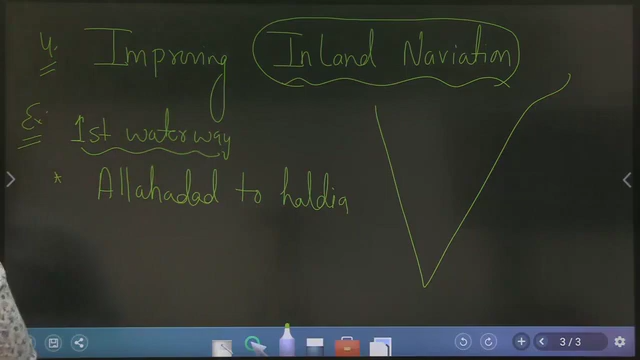 4. Improving Inland Naviation
Ex: 1st waterway
* Allahadad to haldia
3 / 3